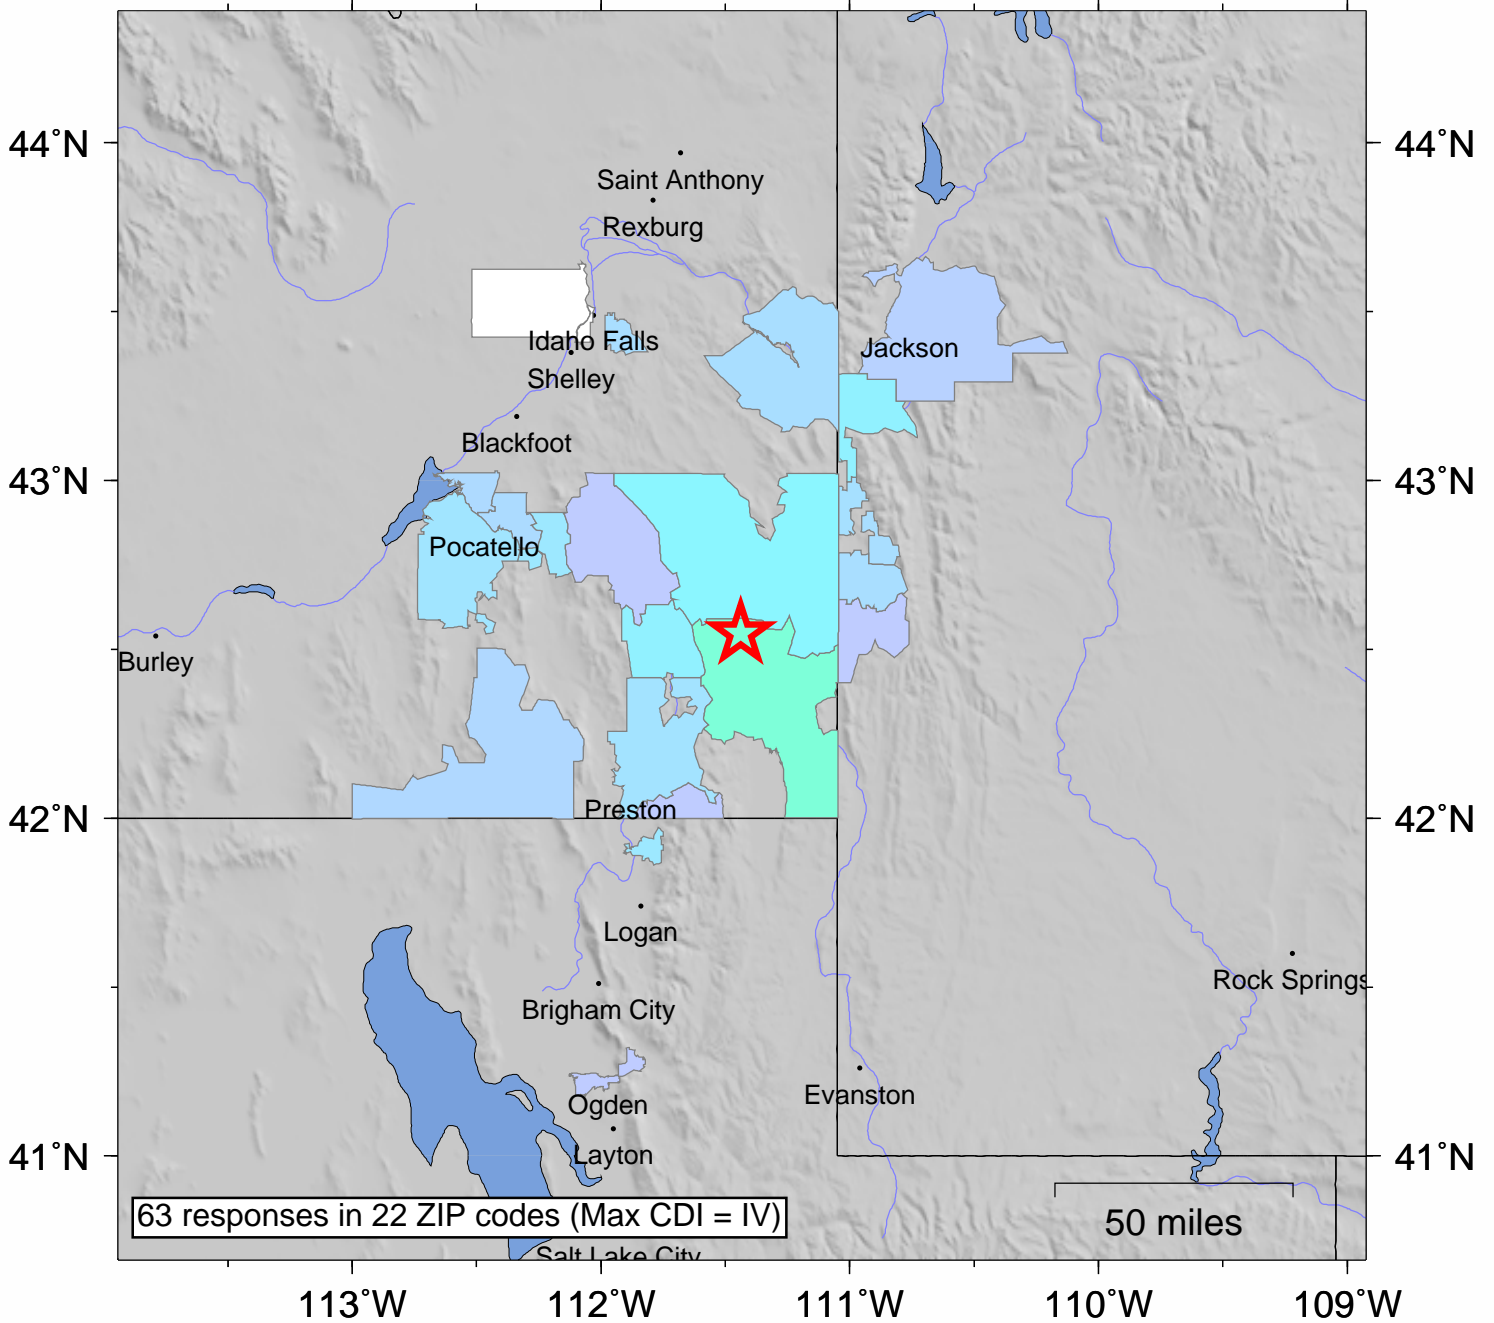 44°N
44°N
Saint Anthony
Rexburg
Idaho Falls
Jackson
Shelley
Blackfoot
43°N
43°N
Pocatello
Burley
Preston
42°N
42°N
Logan
Rock Springs
Brigham City
Evanston
Ogden
41°N
Layton
41°N
63 responses in 22 ZIP codes (Max CDI = IV)
50 miles
Salt Lake City
113°W
112°W
111°W
110°W
109°W